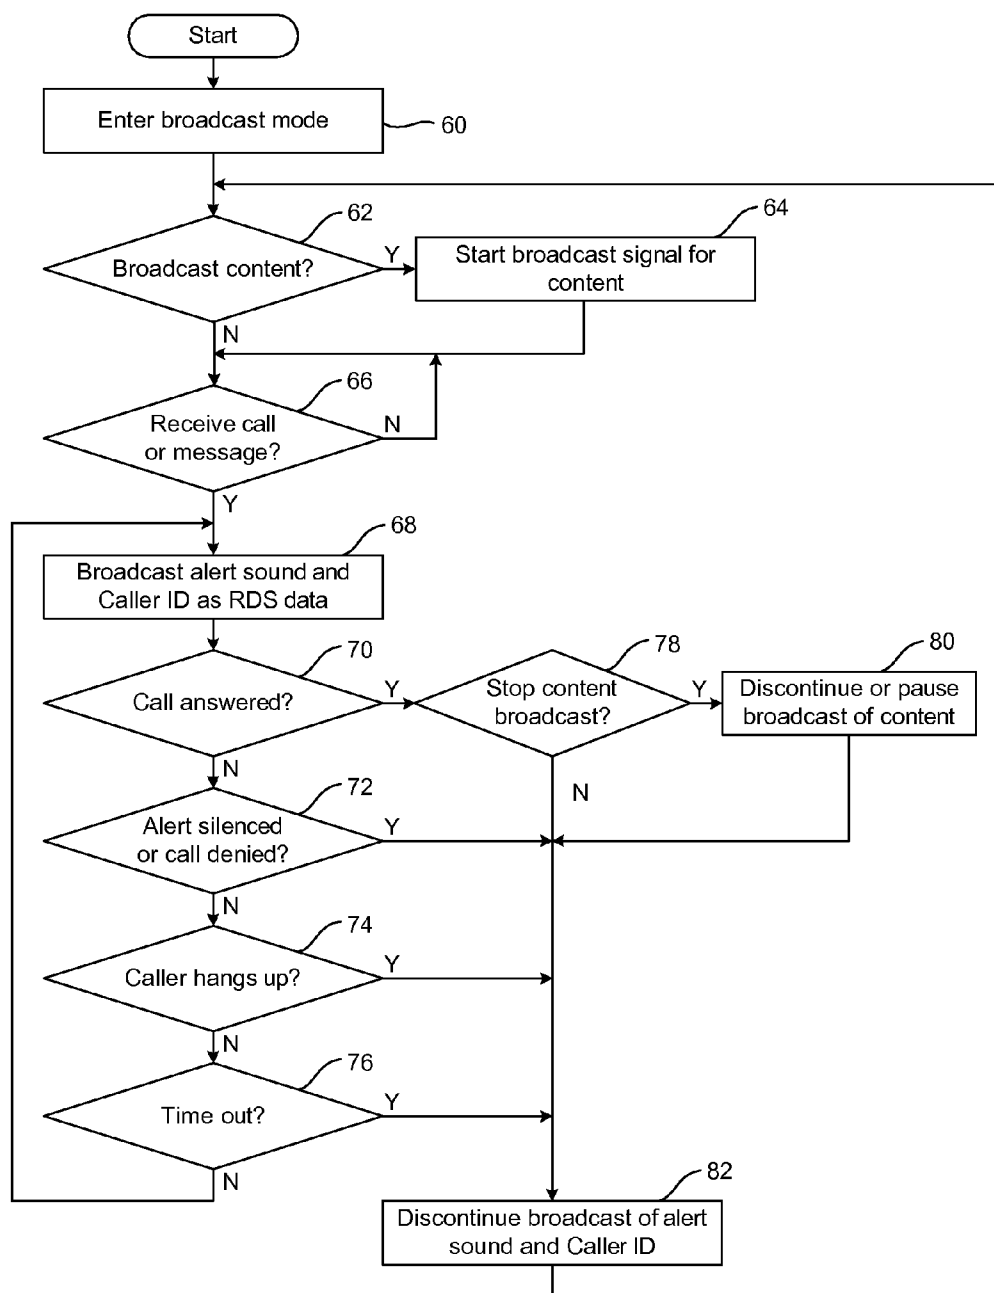 Start
Enter broadcast mode
60
62
Broadcast content?
Y
64
Start broadcast signal for
content
N
66
Receive call
or message?
N
Y
68
Broadcast alert sound and
Caller ID as RDS data
70
Call answered?
Y
78
Stop content
broadcast?
Y
80
Discontinue or pause
broadcast of content
N
N
72
Alert silenced
or call denied?
Y
N
74
Caller hangs up?
Y
N
76
Time out?
Y
N
82
Discontinue broadcast of alert
sound and Caller ID